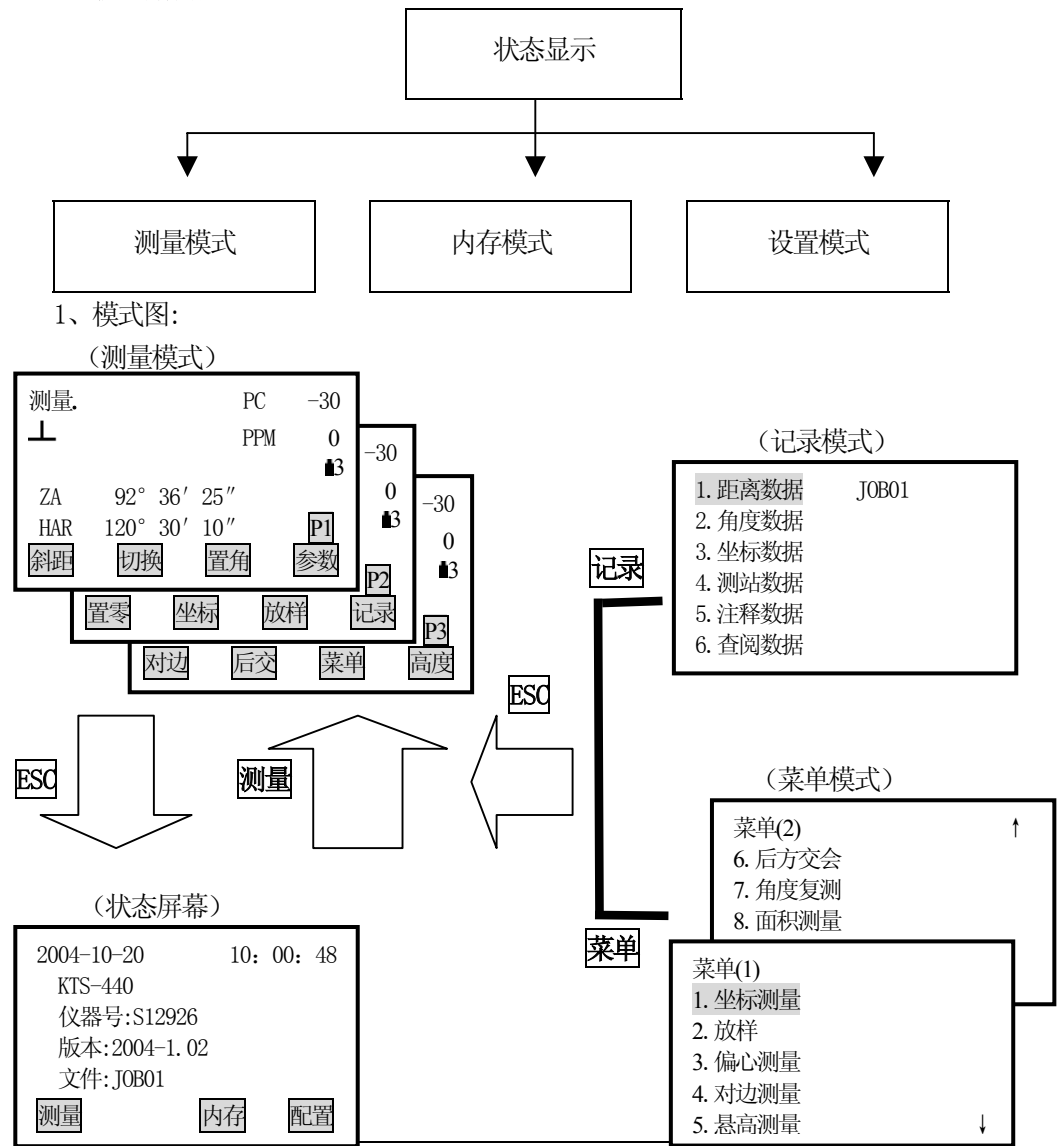 状态显示
测量模式
内存模式
设置模式
1、模式图:
（测量模式）
测量. PC -30
⊥ PPM 0
3
ZA 92° 36′ 25″
HAR 120° 30′ 10″ P1
斜距 切换 置角 参数
-30
0
3
P2
置零 坐标 放样 记录
-30
0
3
P3
对边 后交 菜单 高度
ESC
测量
ESC
记录
菜单
（记录模式）
1. 距离数据 JOB01
2. 角度数据
3. 坐标数据
4. 测站数据
5. 注释数据
6. 查阅数据
（菜单模式）
菜单(2) ↑
6. 后方交会
7. 角度复测
8. 面积测量
菜单(1)
1. 坐标测量
2. 放样
3. 偏心测量
4. 对边测量
5. 悬高测量 ↓
（状态屏幕）
2004-10-20 10：00：48
KTS-440
仪器号:S12926
版本:2004-1.02
文件:JOB01
测量 内存 配置